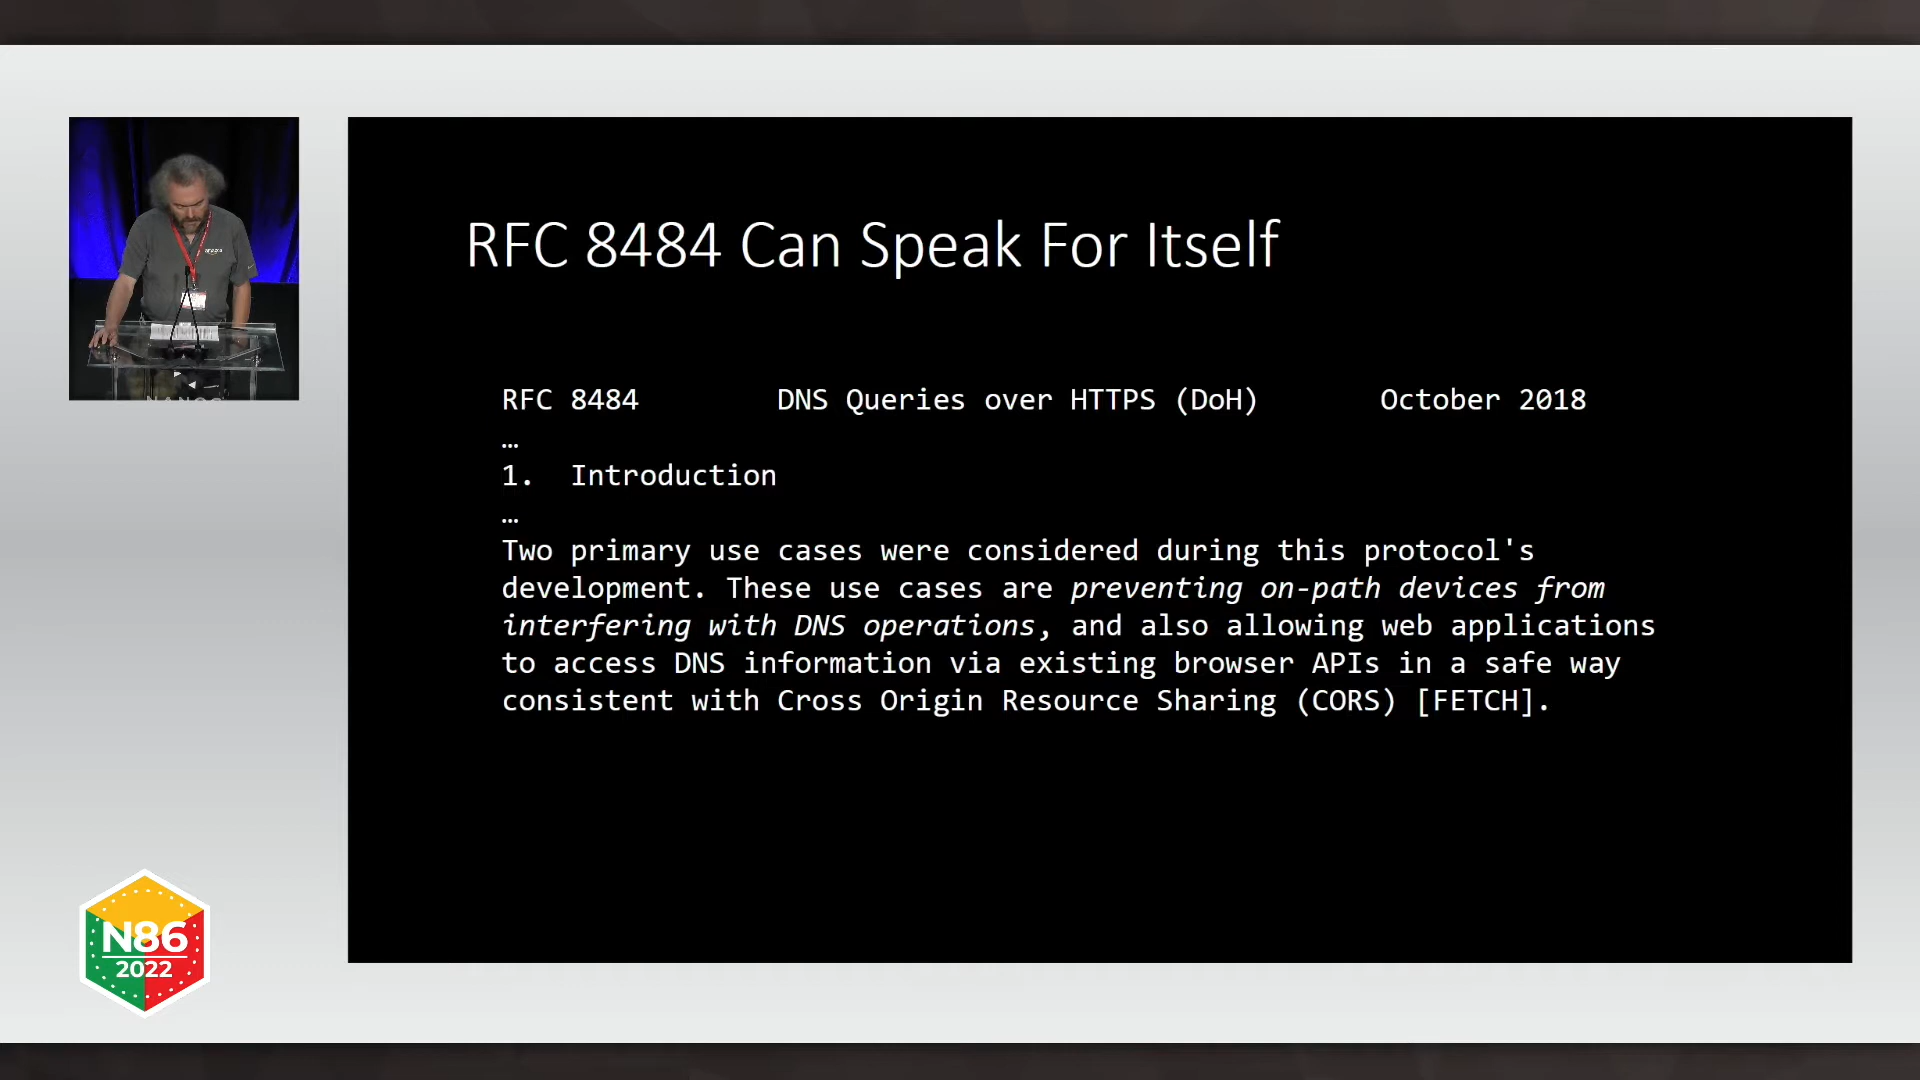 RFC 8484 Can Speak For Itself
RFC 8484 DNS Queries over HTTPS (DoH) October 2018
…
1. Introduction
…
Two primary use cases were considered during this protocol's
development. These use cases are preventing on-path devices from
interfering with DNS operations, and also allowing web applications
to access DNS information via existing browser APIs in a safe way
consistent with Cross Origin Resource Sharing (CORS) [FETCH].
N86
2022